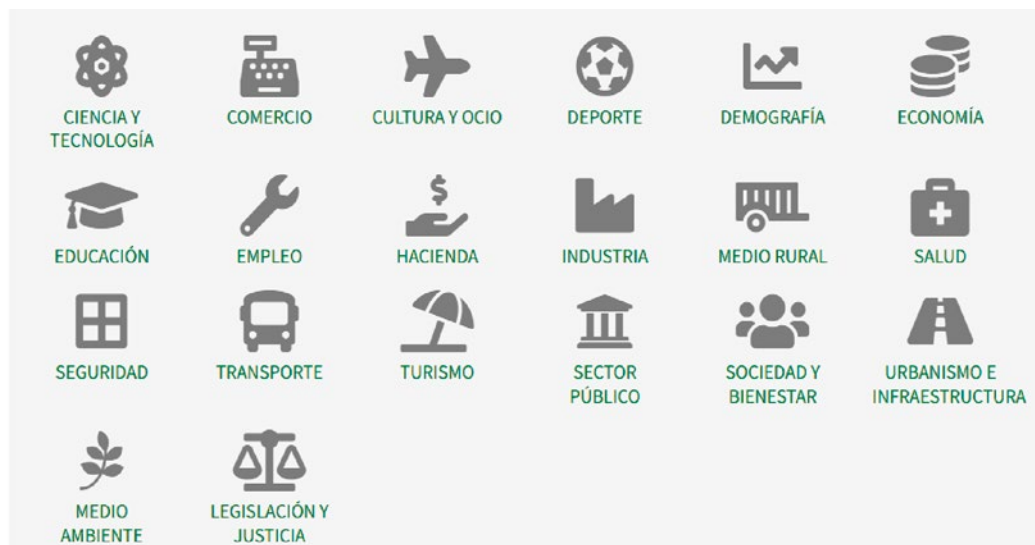 CIENCIA Y
TECNOLOGÍA
COMERCIO
CULTURA Y OCIO
DEPORTE
DEMOGRAFÍA
ECONOMÍA
EDUCACIÓN
EMPLEO
$
HACIENDA
INDUSTRIA
MEDIO RURAL
SALUD
SEGURIDAD
TRANSPORTE
TURISMO
SECTOR
PÚBLICO
SOCIEDAD Y
BIENESTAR
URBANISMO E
INFRAESTRUCTURA
MEDIO
AMBIENTE
LEGISLACIÓN Y
JUSTICIA